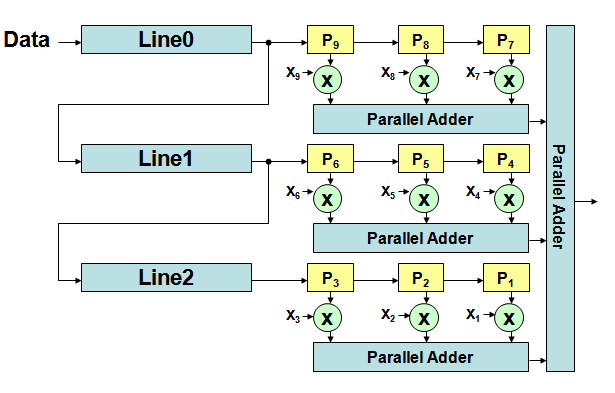 Data
Line0
P9 P8 P7
X9 X X8 X X7 X
Parallel Adder
Line1
P6 P5 P4
X6 X X5 X X4 X
Parallel Adder
Line2
P3 P2 P1
X3 X X2 X X1 X
Parallel Adder
Parallel Adder